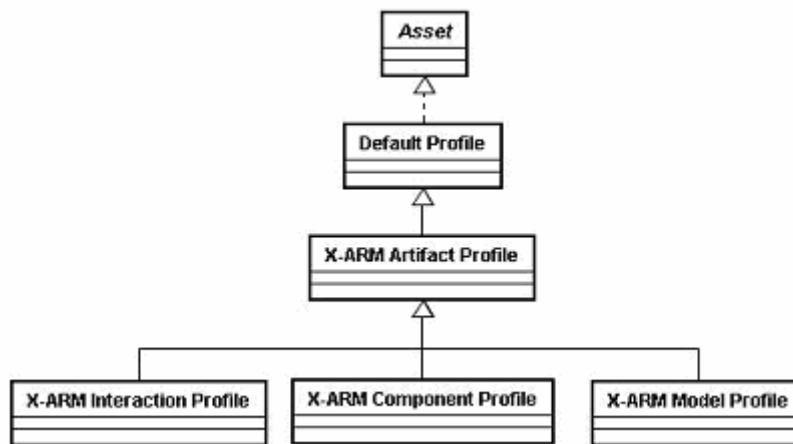 Asset
Default Profile
X-ARM Artifact Profile
X-ARM Interaction Profile
X-ARM Component Profile
X-ARM Model Profile